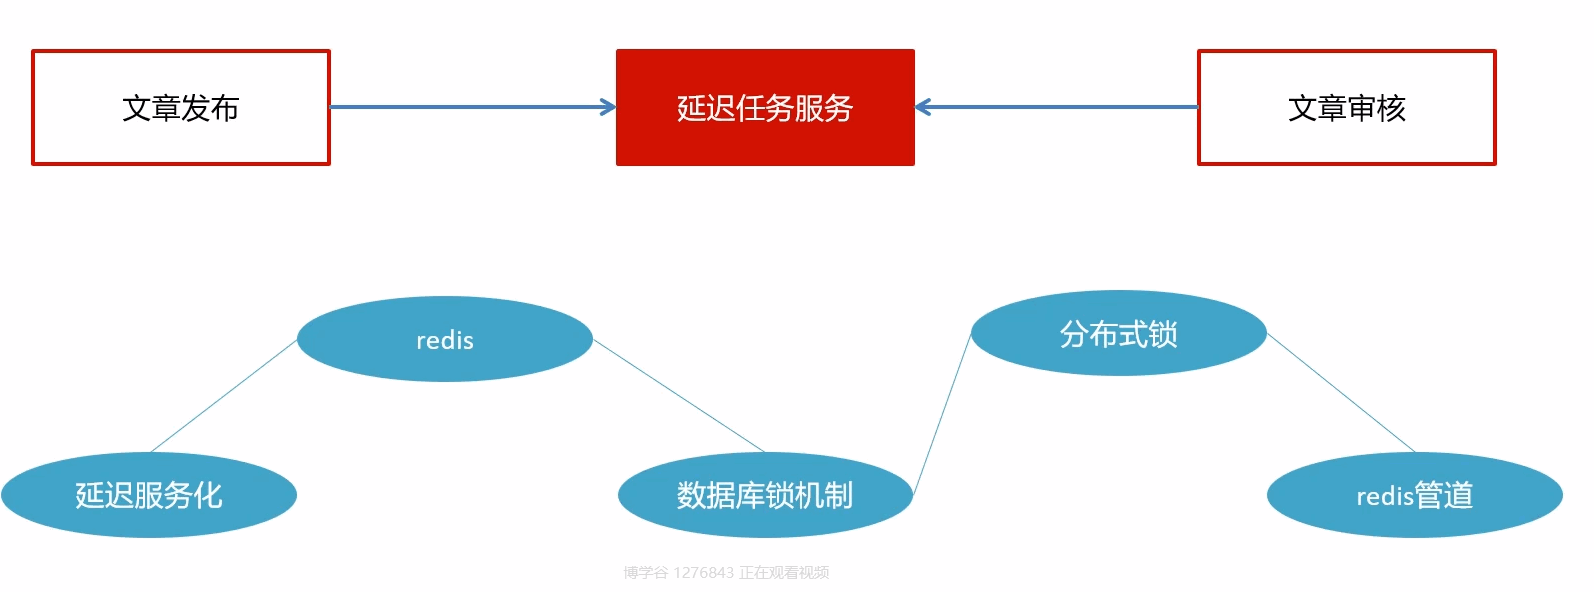 文章发布
延迟任务服务
文章审核
redis
分布式锁
延迟服务化
数据库锁机制
redis管道
博学谷 1276843 正在观看视频